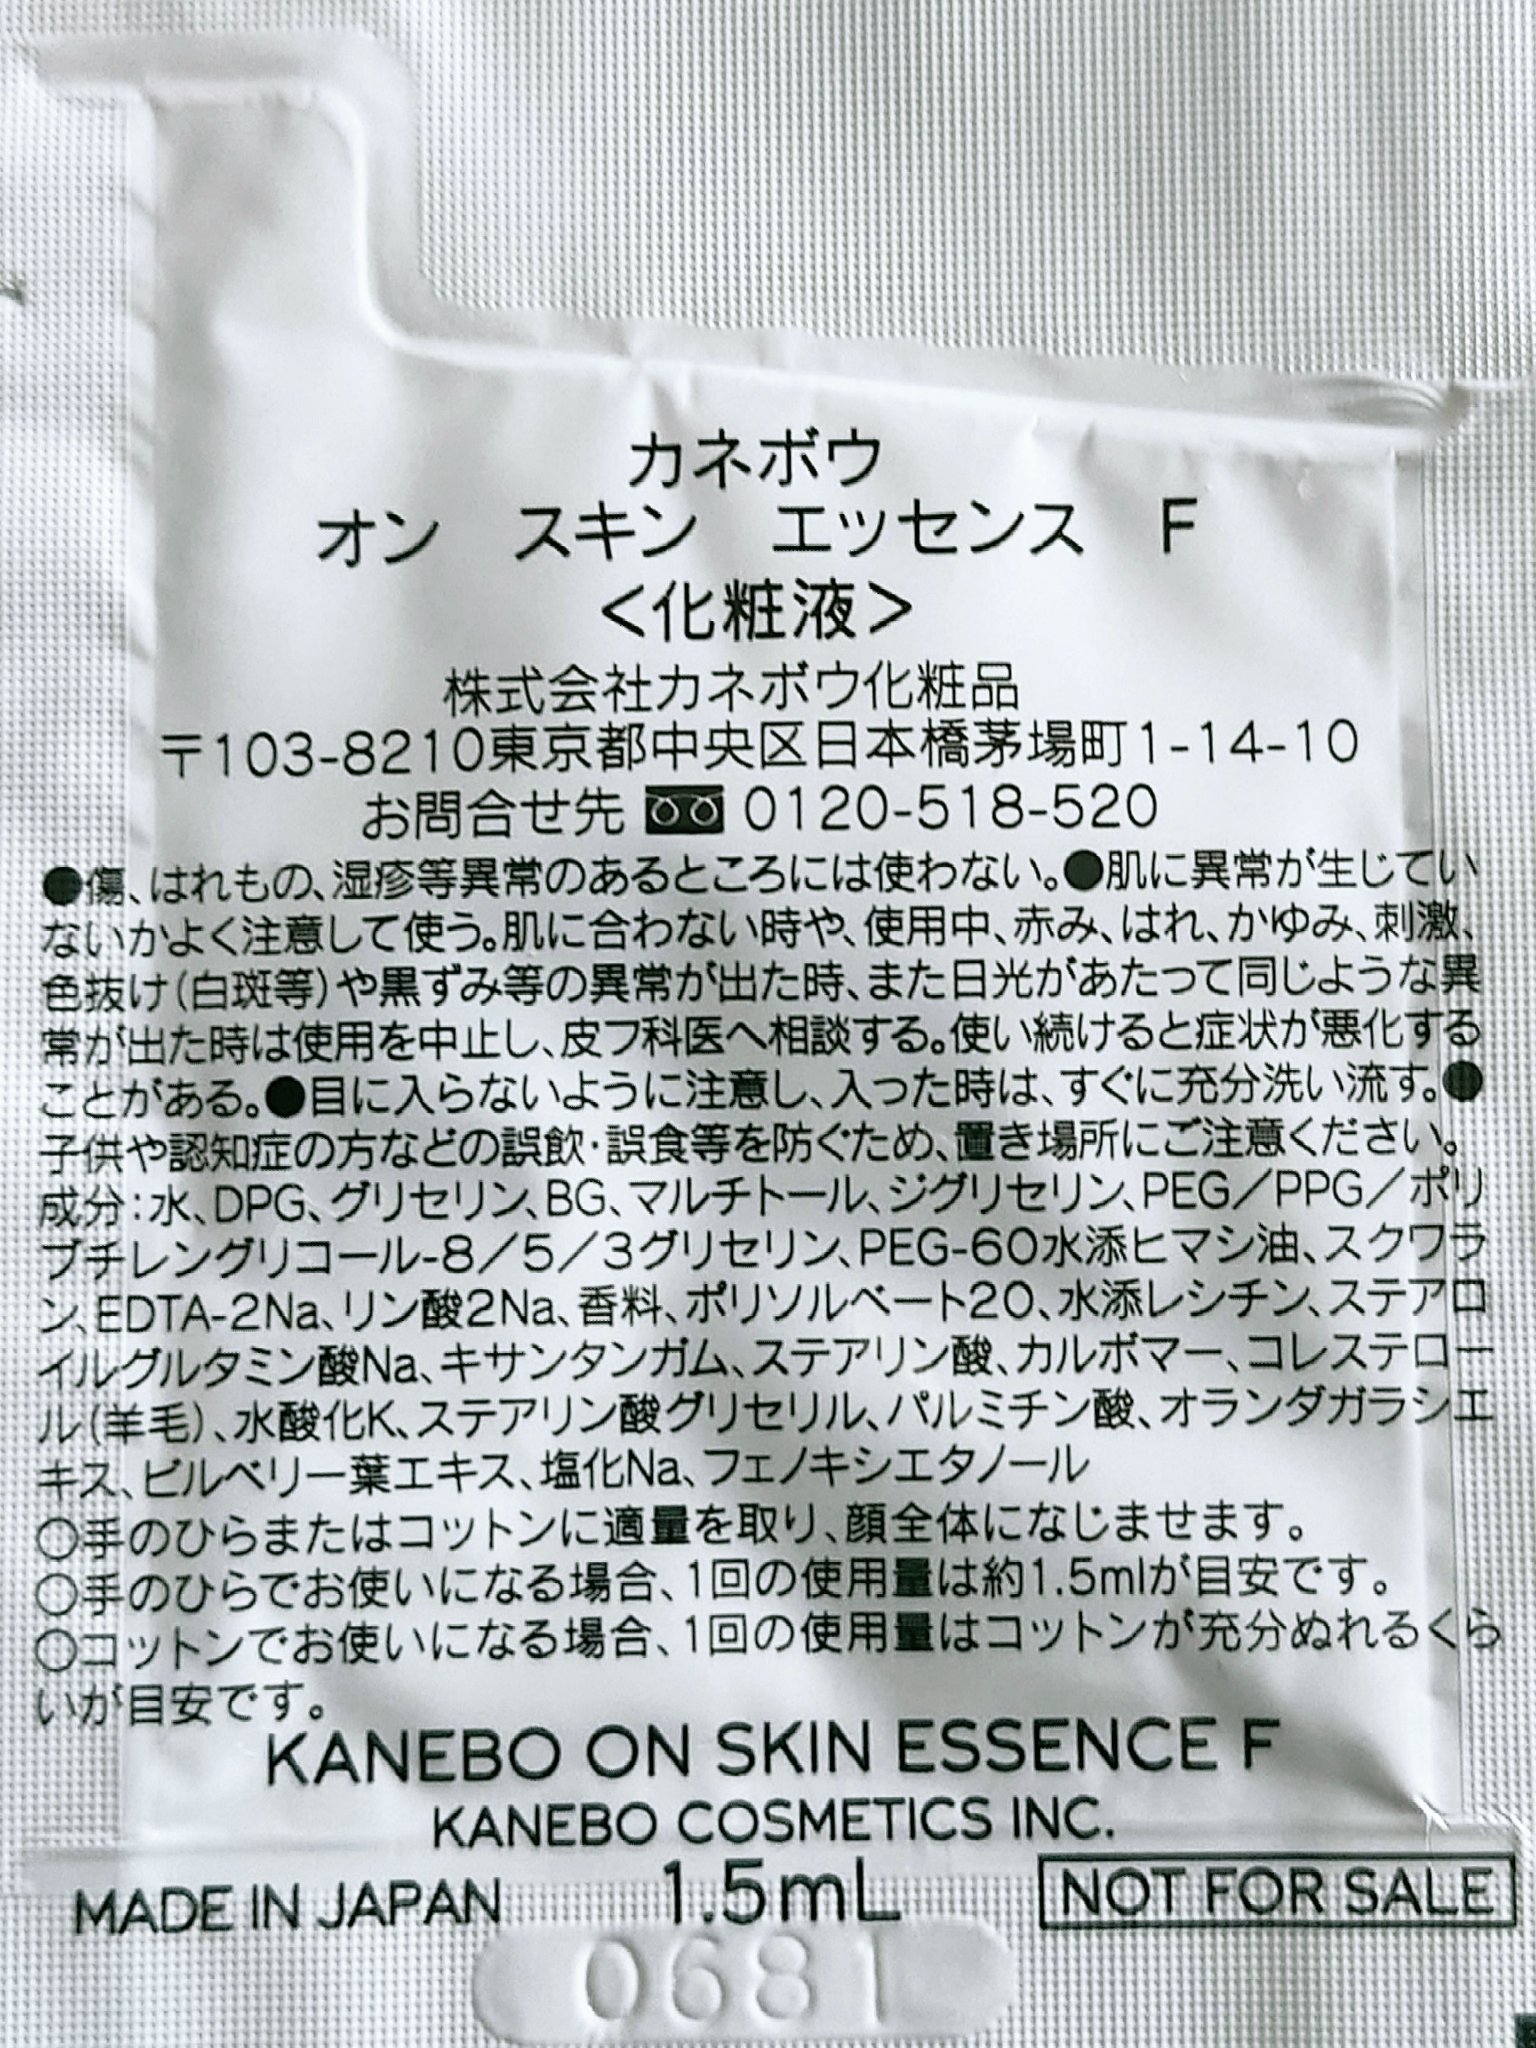 カネボウ
オン スキン エッセンス F
<化粧液>
株式会社カネボウ化粧品
〒103-8210東京都中央区日本橋茅場町1-14-10
お問合せ先 0120-518-520
●傷、はれもの、湿疹等異常のあるところには使わない。●肌に異常が生じてい
ないかよく注意して使う。肌に合わない時や、使用中、赤み、はれ、かゆみ、刺激、
色抜け(白斑等)や黒ずみ等の異常が出た時、また日光があたって同じような異
常が出た時は使用を中止し、皮フ科医へ相談する。使い続けると症状が悪化する
ことがある。●目に入らないように注意し、入った時は、すぐに充分洗い流す。●
子供や認知症の方などの誤飲・誤食等を防ぐため、置き場所にご注意ください。
成分:水、DPG、グリセリン、BG、マルチトール、ジグリセリン、PEG/PPG/ポリ
ブチレングリコール-8/5/3グリセリン、PEG-60水添ヒマシ油、スクワラ
ン、EDTA-2Na、リン酸2Na、香料、ポリソルベート20、水添レシチン、ステアロ
イルグルタミン酸Na、キサンタンガム、ステアリン酸、カルボマー、コレステロー
ル(羊毛)、水酸化K、ステアリン酸グリセリル、パルミチン酸、オランダガラシエ
キス、ビルベリー葉エキス、塩化Na、フェノキシエタノール
○手のひらまたはコットンに適量を取り、顔全体になじませます。
○手のひらでお使いになる場合、1回の使用量は約1.5mlが目安です。
○コットンでお使いになる場合、1回の使用量はコットンが充分ぬれるくら
いが目安です。
KANEBO ON SKIN ESSENCE F
KANEBO COSMETICS INC.
MADE IN JAPAN 1.5mL NOT FOR SALE
0681